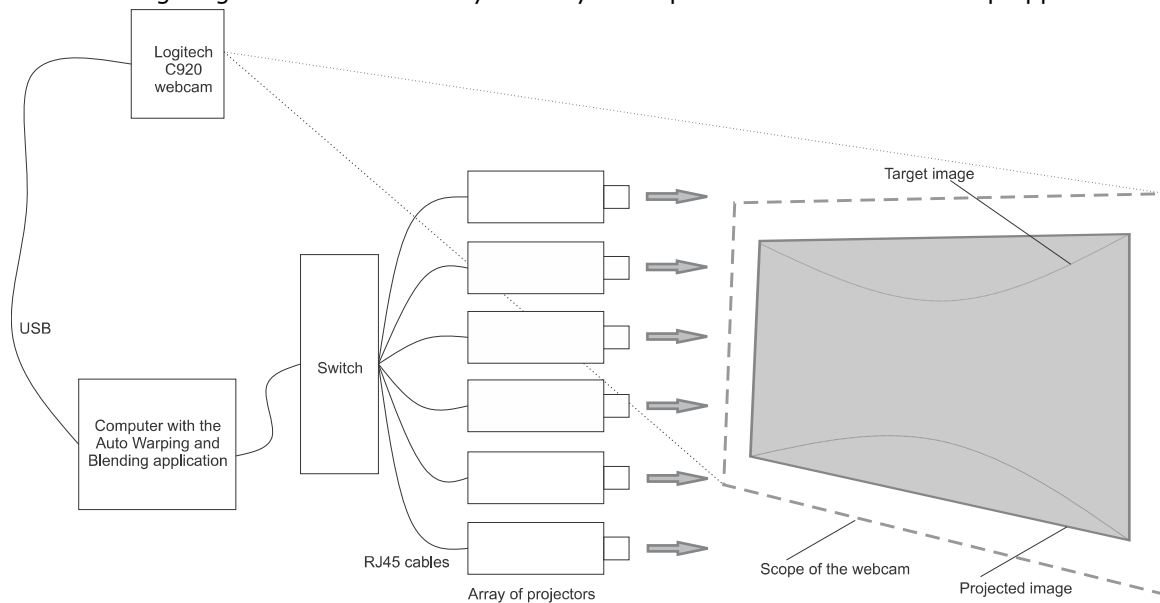 Logitech
C920
webcam
Target image
USB
Switch
Computer with the
Auto Warping and
Blending application
RJ45 cables
Array of projectors
Scope of the webcam
Projected image